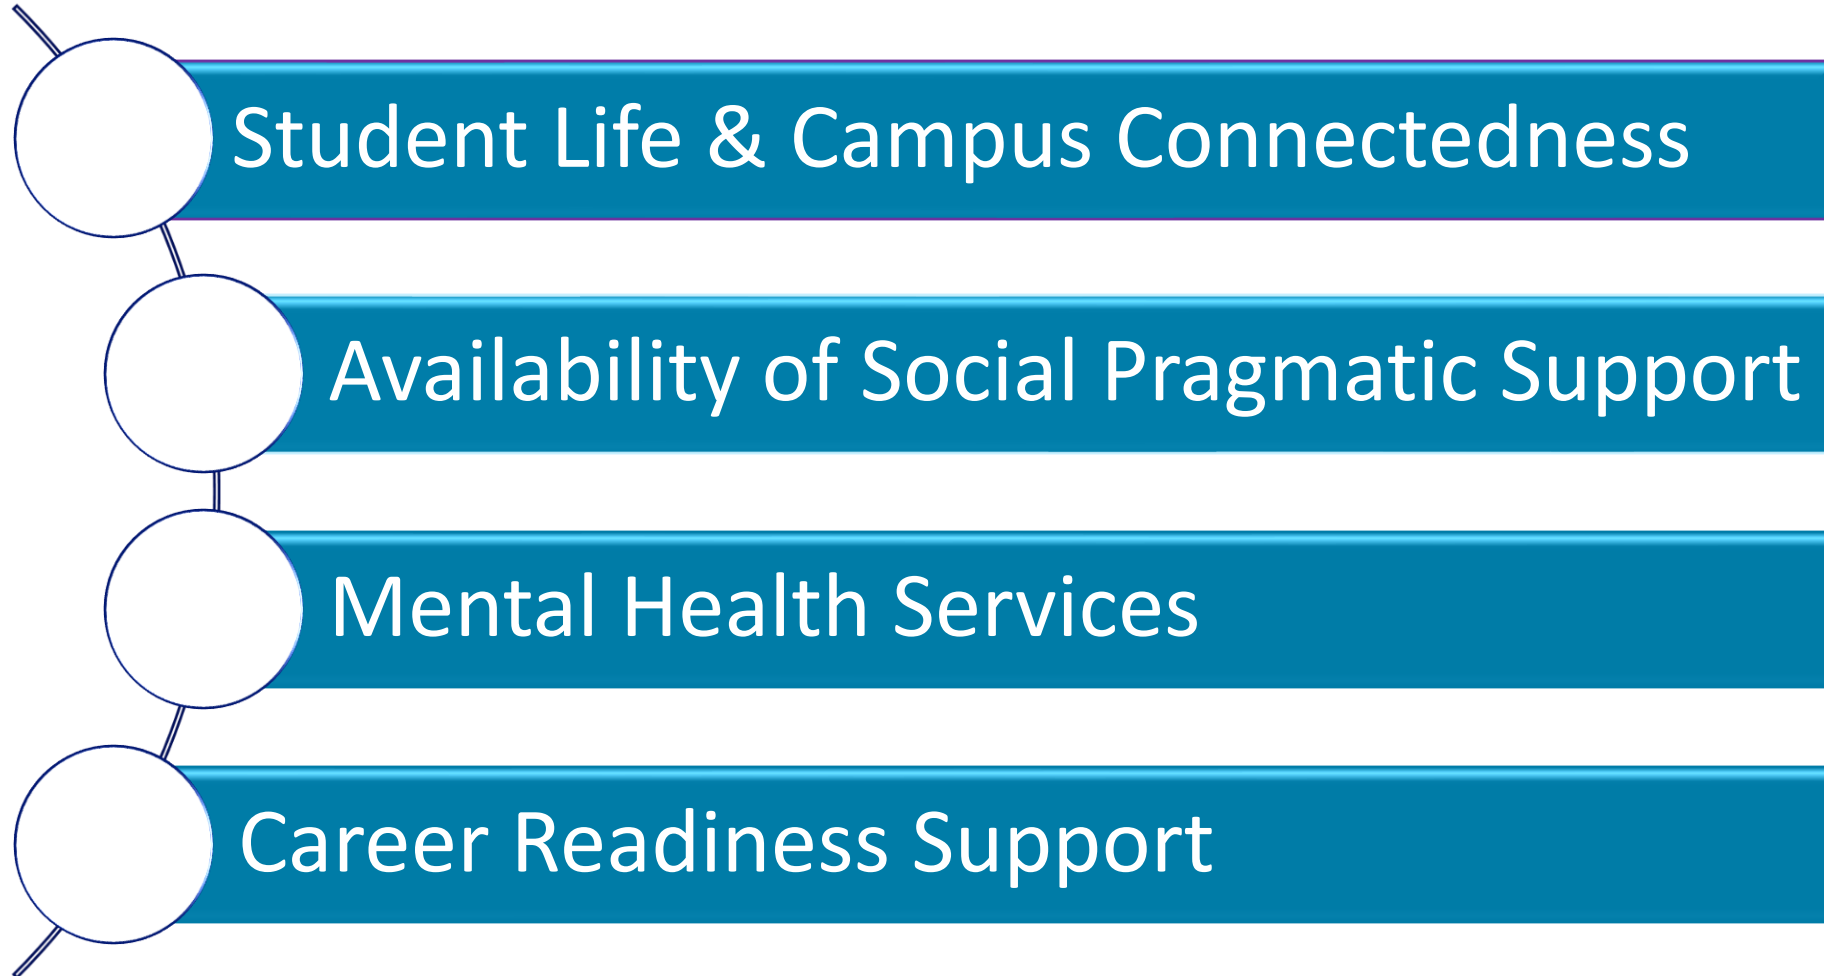 Student Life & Campus Connectedness
Availability of Social Pragmatic Support
Mental Health Services
Career Readiness Support